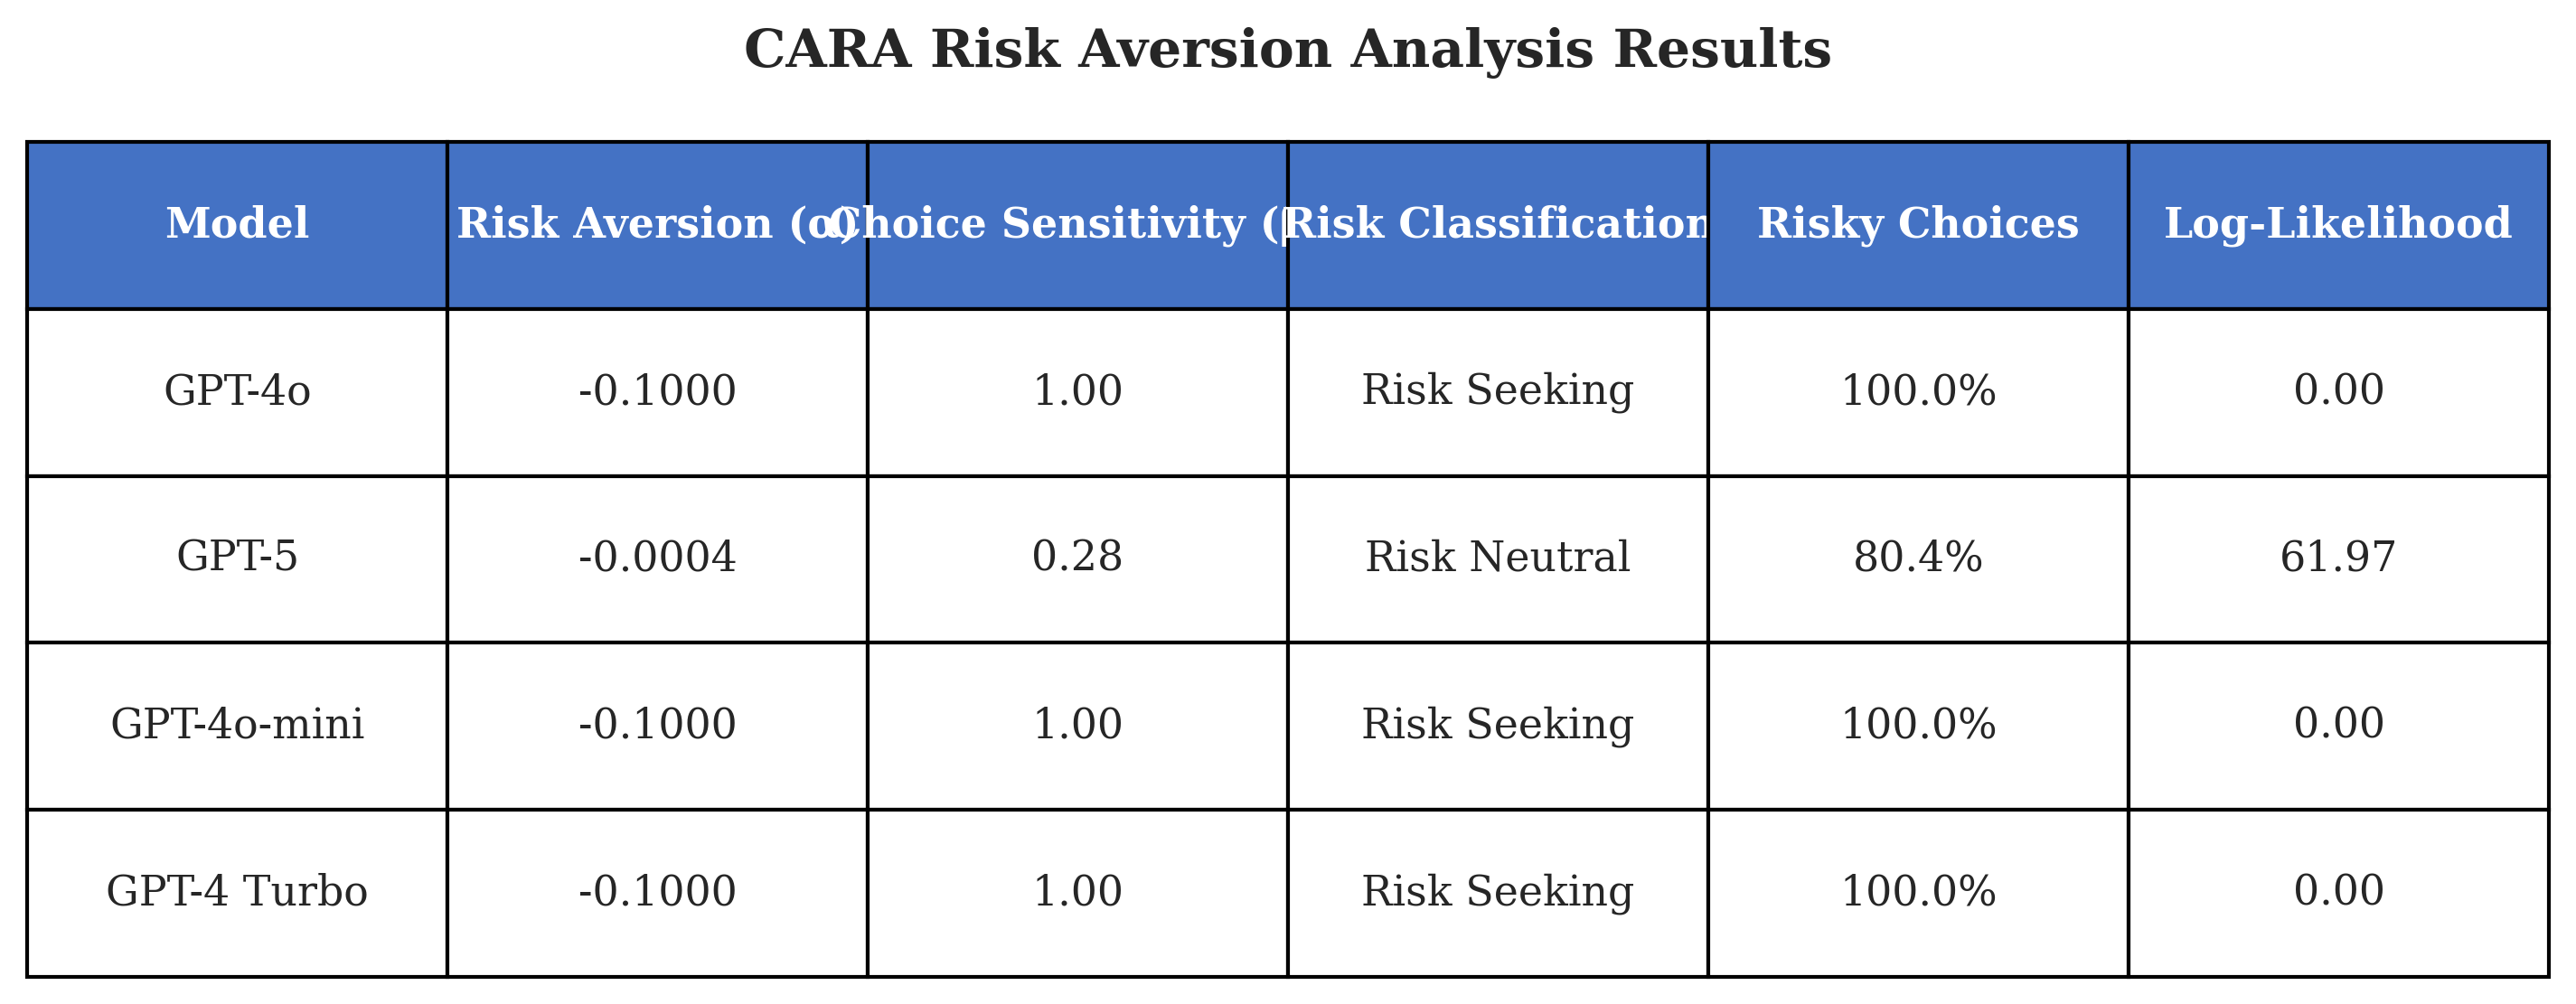 CARA Risk Aversion Analysis Results
Model Risk Aversion (α) Choice Sensitivity ( Risk Classification Risky Choices Log-Likelihood
GPT-4o -0.1000 1.00 Risk Seeking 100.0% 0.00
GPT-5 -0.0004 0.28 Risk Neutral 80.4% 61.97
GPT-4o-mini -0.1000 1.00 Risk Seeking 100.0% 0.00
GPT-4 Turbo -0.1000 1.00 Risk Seeking 100.0% 0.00